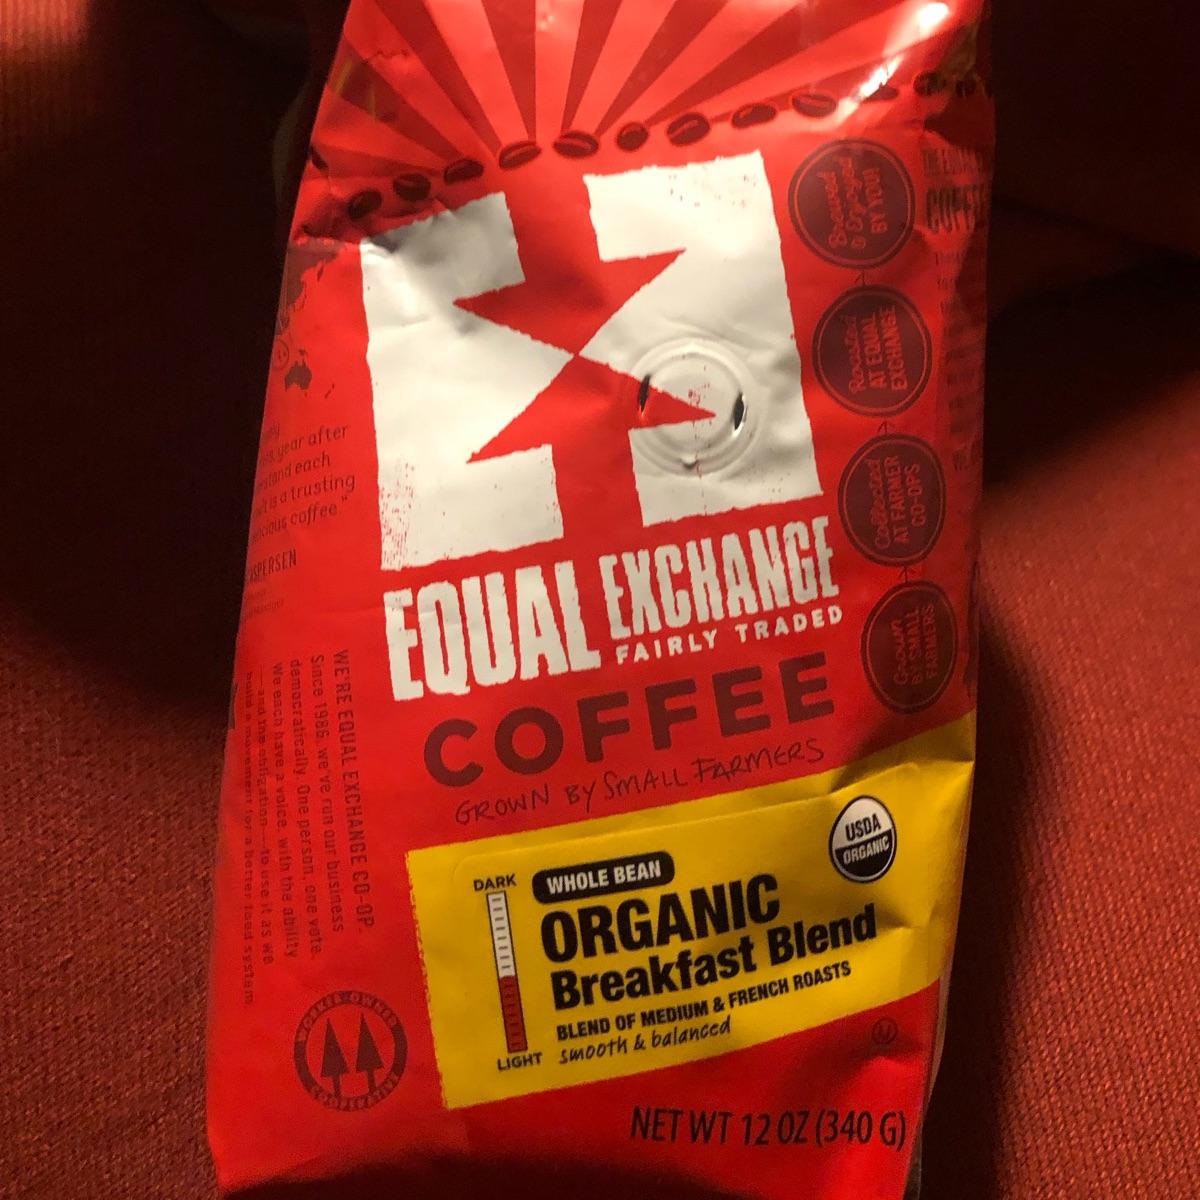 EQUAL EXCHANGE
FAIRLY TRADED
COFFEE
GROWN BY SMALL FARMERS
WHOLE BEAN
ORGANIC
Breakfast Blend
BLEND OF MEDIUM & FRENCH ROASTS
smooth & balanced
DARK
LIGHT
USDA
ORGANIC
NET WT 12 OZ (340 G)
Brewed
& Enjoyed
BY YOU!
Roasted
AT EQUAL
EXCHANGE
Collected
AT FARMER
CO-OPS
Grown
BY SMALL
FARMERS
year after
each
is a trusting
coffee."
WE'RE EQUAL EXCHANGE CO-OP.
Since 1986, we've run our business
democratically. One person, one vote.
We each have a voice, with the ability
—and the obligation—to use it as we
build a movement for a better food system.
WORKER-OWNED
COOPERATIVE
COFFEE
U